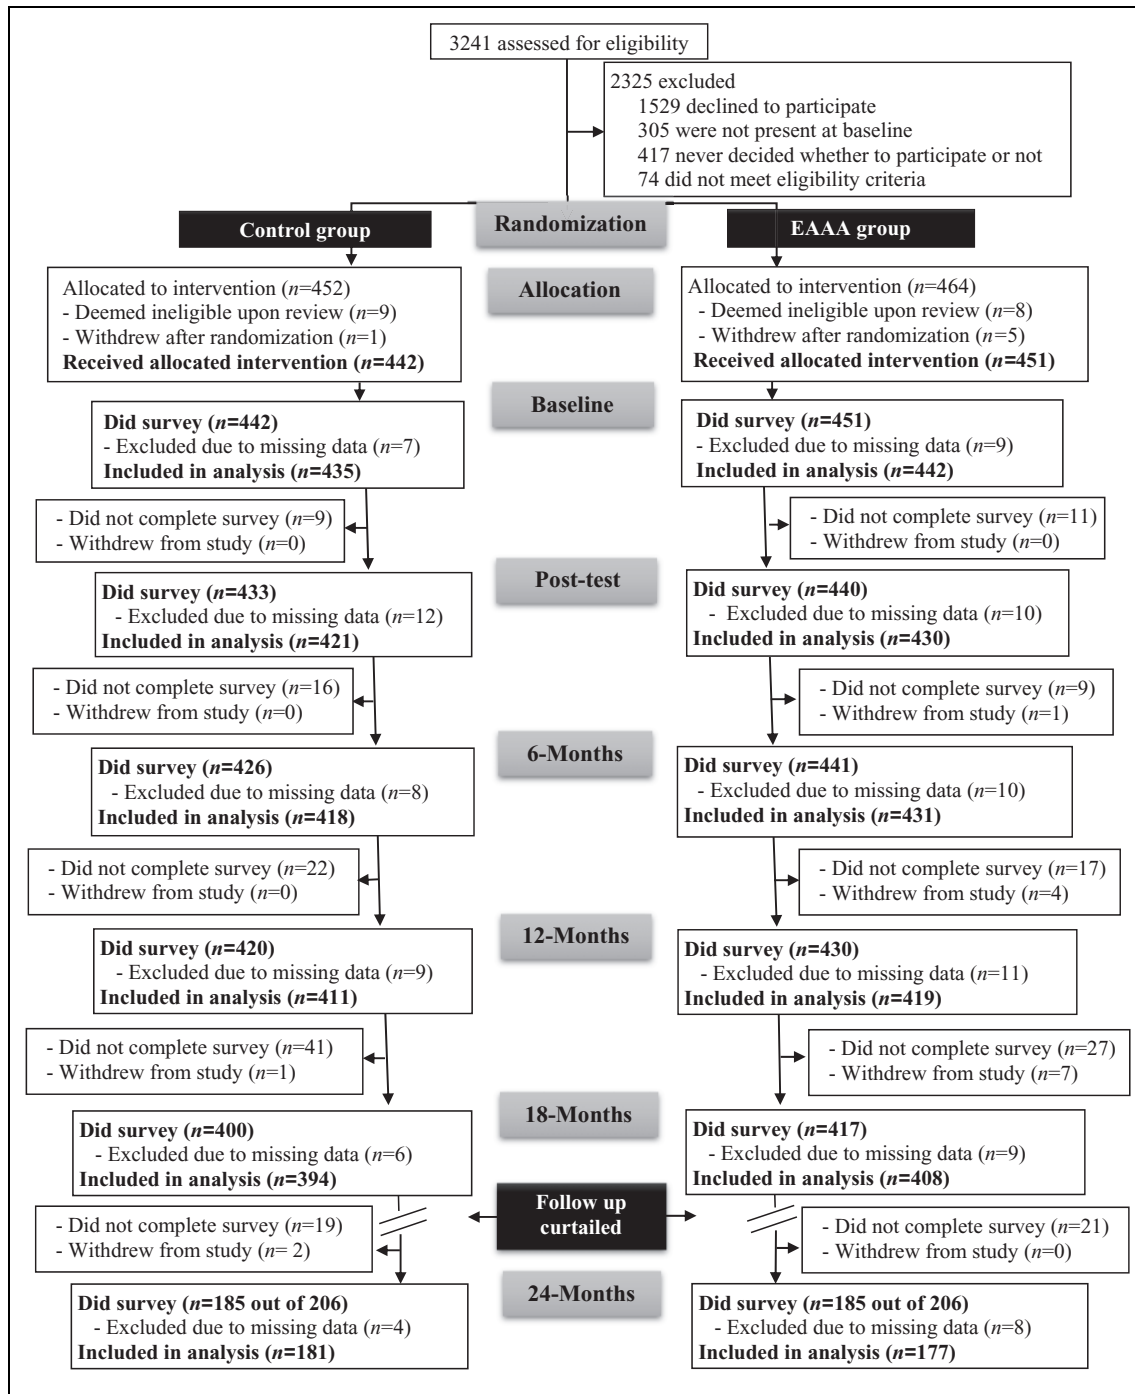 3241 assessed for eligibility
2325 excluded
1529 declined to participate
305 were not present at baseline
417 never decided whether to participate or not
74 did not meet eligibility criteria
Control group
Randomization
EAAA group
Allocation
Allocated to intervention (n=452)
- Deemed ineligible upon review (n=9)
- Withdrew after randomization (n=1)
Received allocated intervention (n=442)
Allocated to intervention (n=464)
- Deemed ineligible upon review (n=8)
- Withdrew after randomization (n=5)
Received allocated intervention (n=451)
Baseline
Did survey (n=442)
- Excluded due to missing data (n=7)
Included in analysis (n=435)
Did survey (n=451)
- Excluded due to missing data (n=9)
Included in analysis (n=442)
- Did not complete survey (n=9)
- Withdrew from study (n=0)
- Did not complete survey (n=11)
- Withdrew from study (n=0)
Post-test
Did survey (n=433)
- Excluded due to missing data (n=12)
Included in analysis (n=421)
Did survey (n=440)
- Excluded due to missing data (n=10)
Included in analysis (n=430)
- Did not complete survey (n=16)
- Withdrew from study (n=0)
- Did not complete survey (n=9)
- Withdrew from study (n=1)
6-Months
Did survey (n=426)
- Excluded due to missing data (n=8)
Included in analysis (n=418)
Did survey (n=441)
- Excluded due to missing data (n=10)
Included in analysis (n=431)
- Did not complete survey (n=22)
- Withdrew from study (n=0)
- Did not complete survey (n=17)
- Withdrew from study (n=4)
12-Months
Did survey (n=420)
- Excluded due to missing data (n=9)
Included in analysis (n=411)
Did survey (n=430)
- Excluded due to missing data (n=11)
Included in analysis (n=419)
- Did not complete survey (n=41)
- Withdrew from study (n=1)
- Did not complete survey (n=27)
- Withdrew from study (n=7)
18-Months
Did survey (n=400)
- Excluded due to missing data (n=6)
Included in analysis (n=394)
Did survey (n=417)
- Excluded due to missing data (n=9)
Included in analysis (n=408)
Follow up
curtailed
- Did not complete survey (n=19)
- Withdrew from study (n= 2)
- Did not complete survey (n=21)
- Withdrew from study (n=0)
24-Months
Did survey (n=185 out of 206)
- Excluded due to missing data (n=4)
Included in analysis (n=181)
Did survey (n=185 out of 206)
- Excluded due to missing data (n=8)
Included in analysis (n=177)